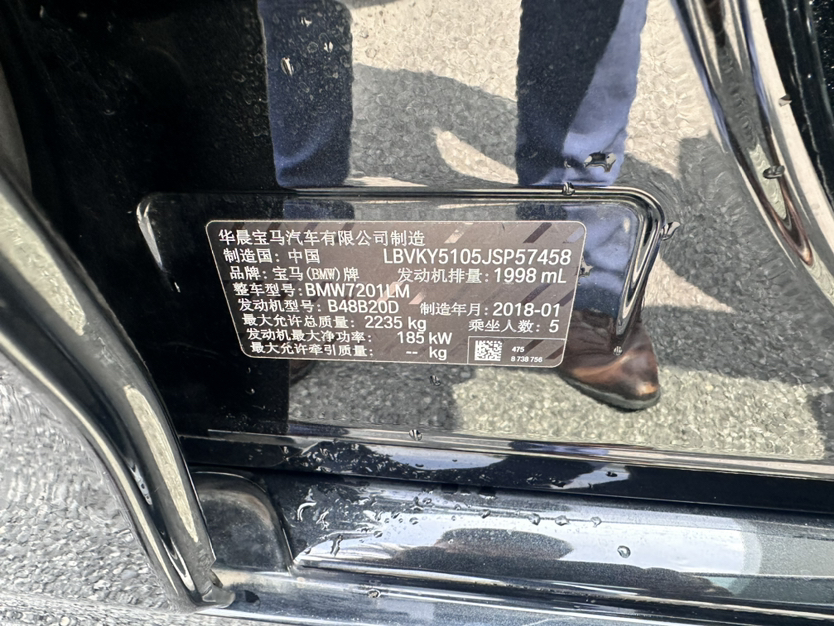 华晨宝马汽车有限公司制造
制造国：中国 LBVKY5105JSP57458
品牌：宝马(BMW)牌 发动机排量：1998 mL
整车型号：BMW7201LM
发动机型号：B48B20D 制造年月：2018-01
最大允许总质量：2235 kg 乘坐人数：5
发动机最大净功率：185 kW
最大允许牵引质量：-- kg
475
8 738 756